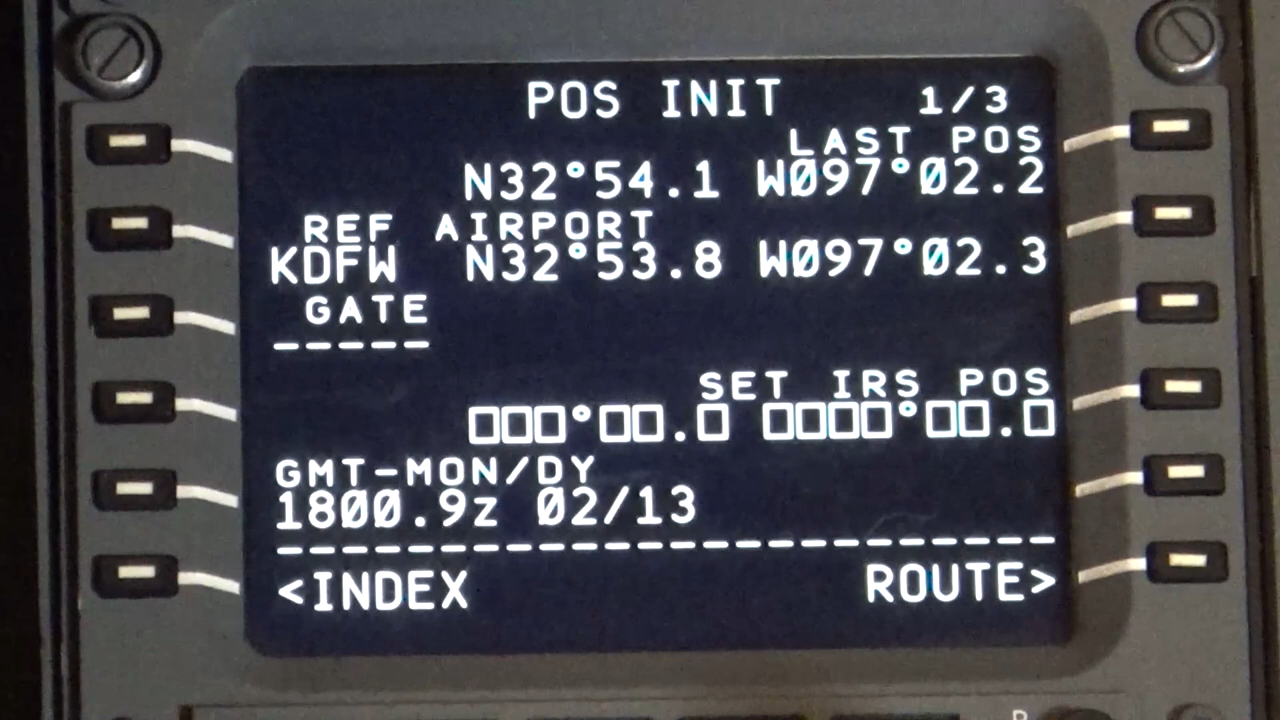 POS INIT 1/3
LAST POS
N32°54.1 W097°02.2
REF AIRPORT
KDFW N32°53.8 W097°02.3
GATE
-----
SET IRS POS
□□□°□□.□ □□□□°□□.□
GMT-MON/DY
1800.9z 02/13
------------------------
<INDEX ROUTE>